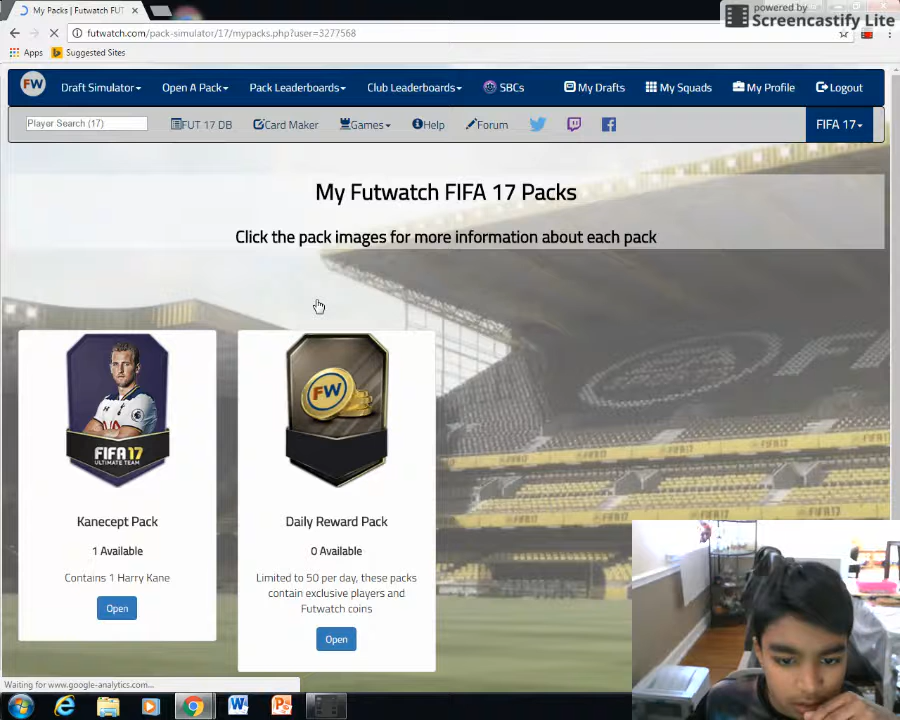 My Packs | Futwatch FUT
powered by
Screencastify Lite
futwatch.com/pack-simulator/17/mypacks.php?user=3277568
Apps Suggested Sites
FW Draft Simulator Open A Pack Pack Leaderboards Club Leaderboards SBCs My Drafts My Squads My Profile Logout
Player Search (17) FUT 17 DB Card Maker Games Help Forum FIFA 17
My Futwatch FIFA 17 Packs
Click the pack images for more information about each pack
FW
FIFA 17
ULTIMATE TEAM
Kanecept Pack
1 Available
Contains 1 Harry Kane
Open
Daily Reward Pack
0 Available
Limited to 50 per day, these packs
contain exclusive players and
Futwatch coins
Open
Waiting for www.google-analytics.com...